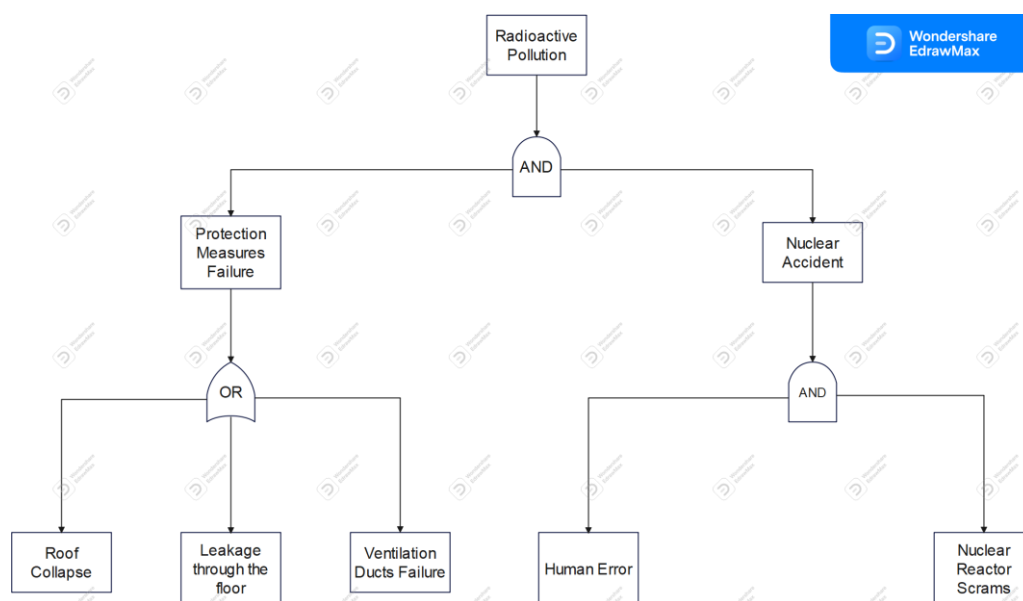 Radioactive
Pollution
Wondershare
EdrawMax
AND
Protection
Measures
Failure
Nuclear
Accident
OR
AND
Roof
Collapse
Leakage
through the
floor
Ventilation
Ducts Failure
Human Error
Nuclear
Reactor
Scrams